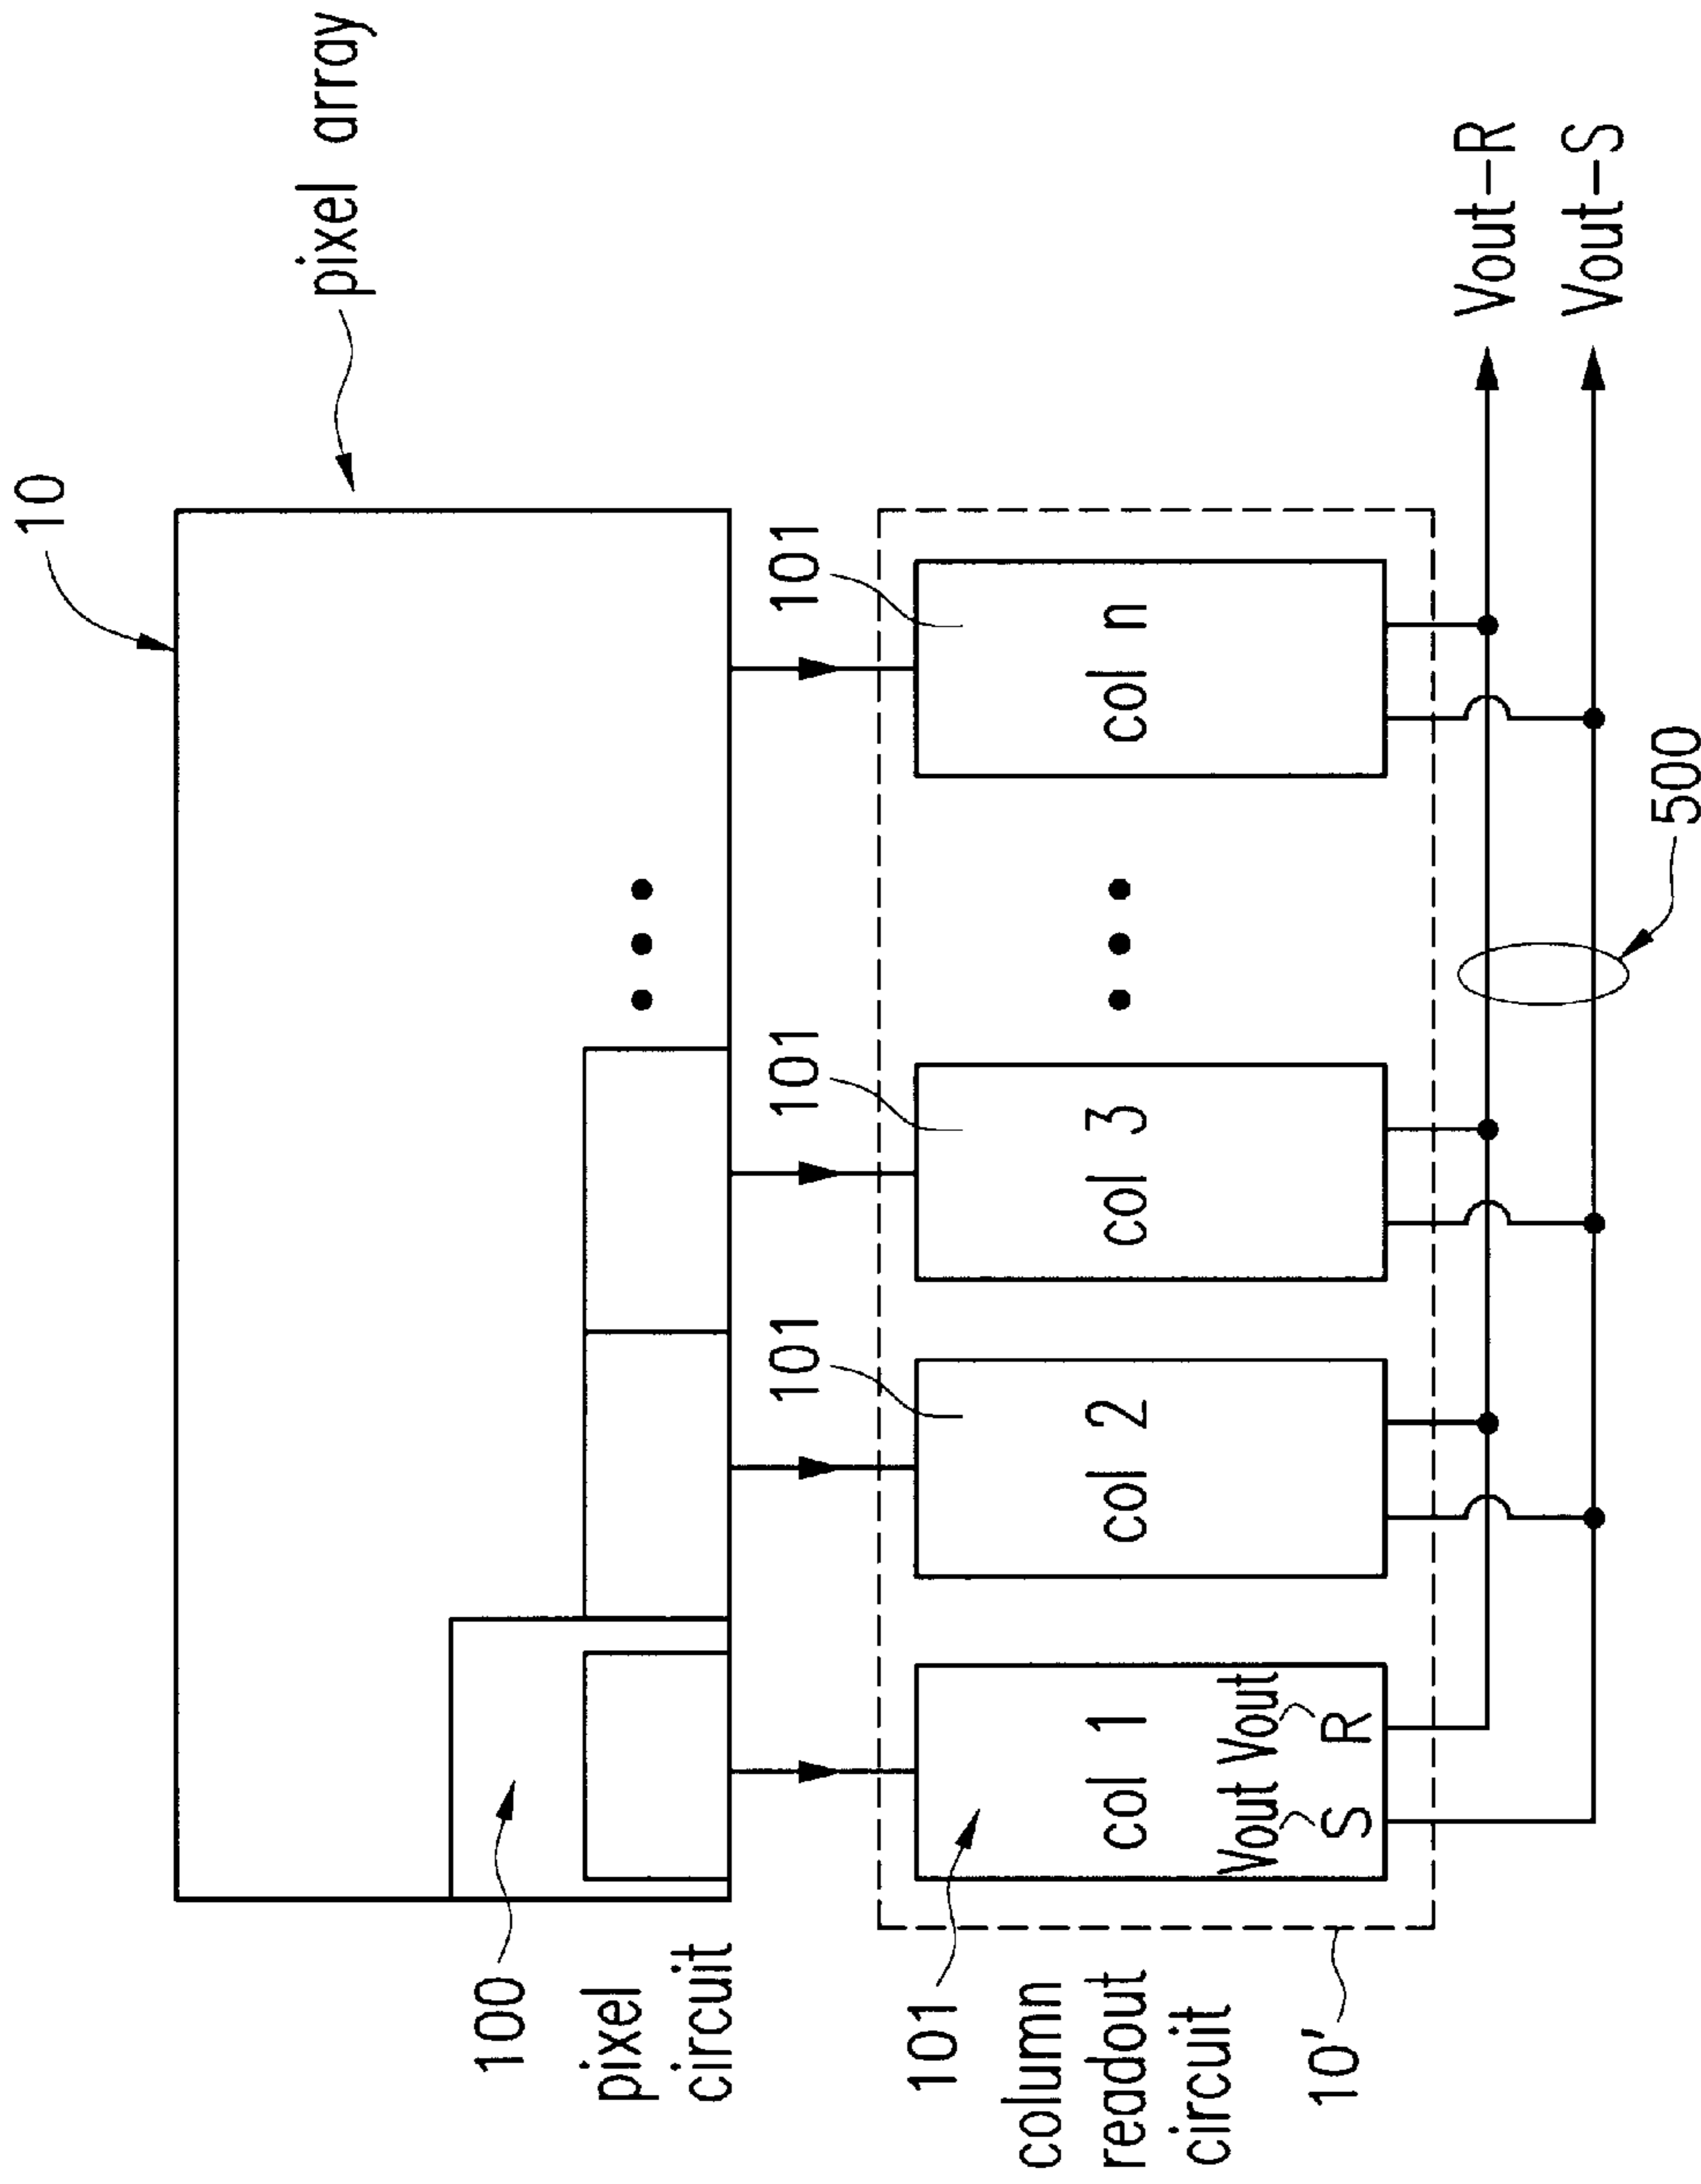 10
pixel array
100
pixel
circuit
101
101
101
101
column
readout
circuit
col 1
col 2
col 3
col n
Vout Vout
S R
10'
Vout-R
Vout-S
500